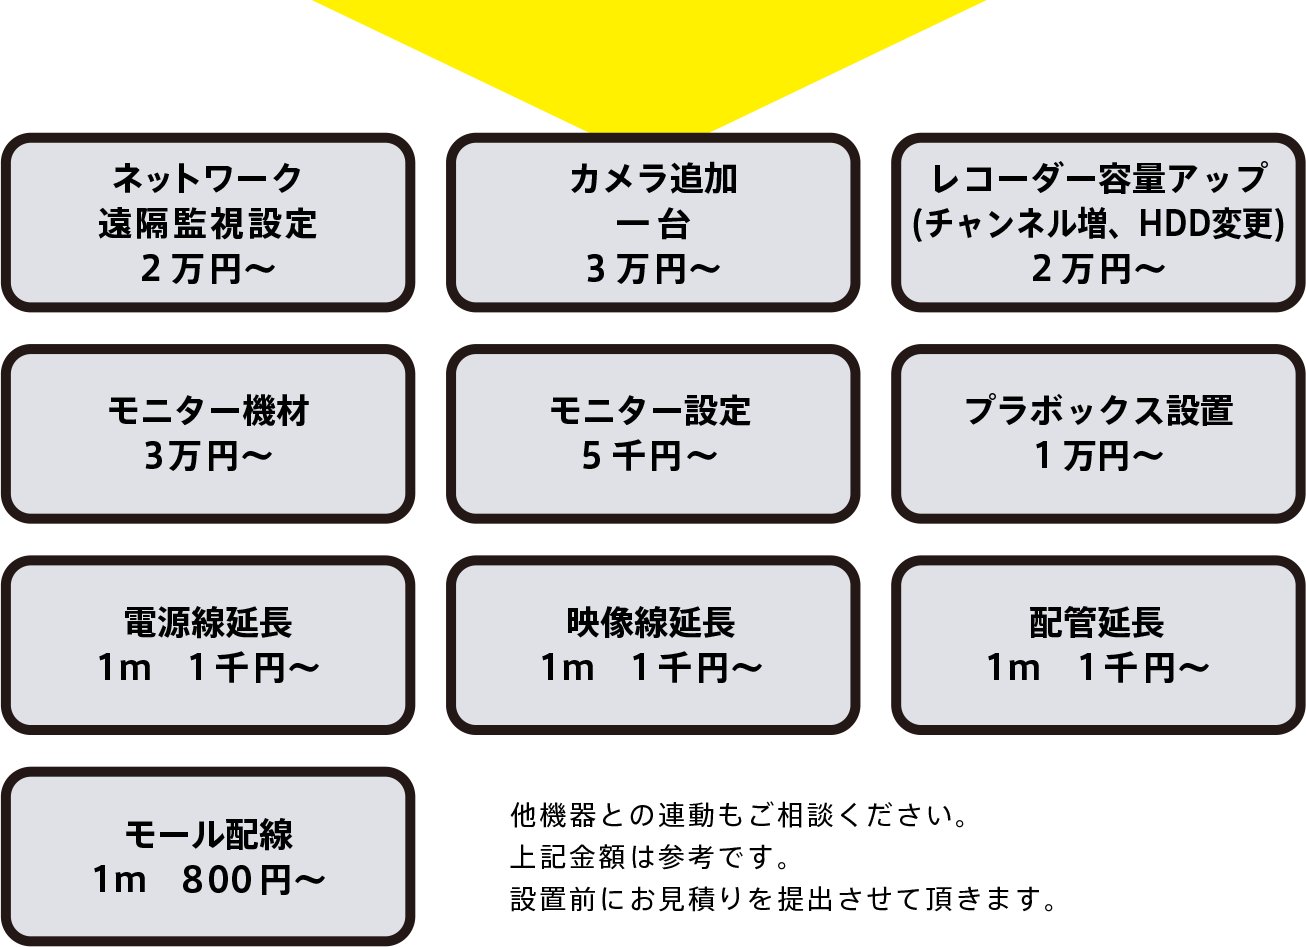 ネットワーク
遠隔監視設定
2万円～
カメラ追加
一台
3万円～
レコーダー容量アップ
(チャンネル増、HDD変更)
2万円～
モニター機材
3万円～
モニター設定
5千円～
プラボックス設置
1万円～
電源線延長
1m　1千円～
映像線延長
1m　1千円～
配管延長
1m　1千円～
モール配線
1m　800円～
他機器との連動もご相談ください。
上記金額は参考です。
設置前にお見積りを提出させて頂きます。